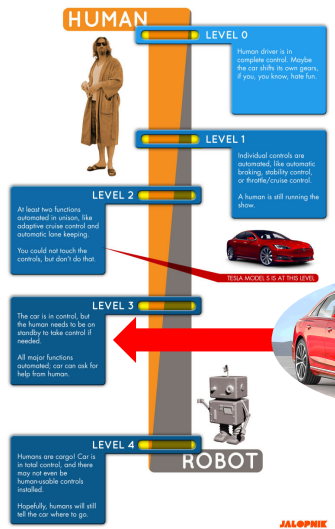 HUMAN
LEVEL 0
Human driver is in
complete control. Maybe
the car shifts its own gears,
if you, you know, hate fun.
LEVEL 1
Individual controls are
automated, like automatic
braking, stability control,
or throttle/cruise control.
A human is still running the
show.
LEVEL 2
At least two functions
automated in unison, like
adaptive cruise control and
automatic lane keeping.
You could not touch the
controls, but don't do that.
TESLA MODEL S IS AT THIS LEVEL
LEVEL 3
The car is in control, but
the human needs to be on
standby to take control if
needed.
All major functions
automated; car can ask for
help from human.
LEVEL 4
Humans are cargo! Car is
in total control, and there
may not even be
human-usable controls
installed.
Hopefully, humans will still
tell the car where to go.
ROBOT
JALOPNIK